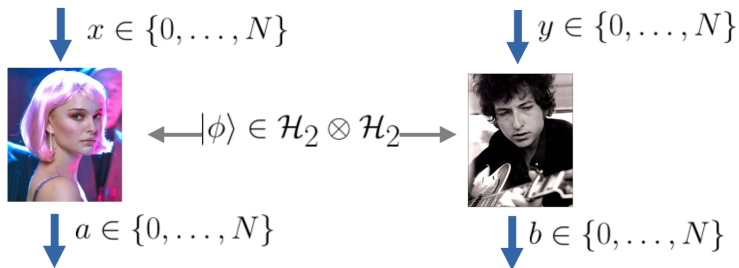 x ∈ {0, . . . , N}
y ∈ {0, . . . , N}
|ϕ⟩ ∈ ℋ₂ ⊗ ℋ₂
a ∈ {0, . . . , N}
b ∈ {0, . . . , N}